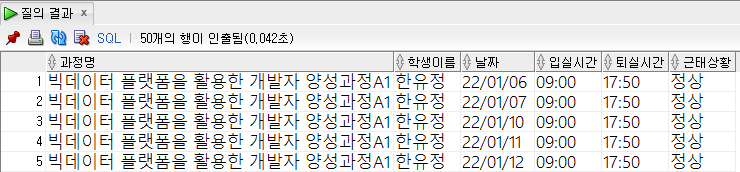 질의 결과 x
SQL | 50개의 행이 인출됨(0,042초)
과정명 학생이름 날짜 입실시간 퇴실시간 근태상황
1 빅데이터 플랫폼을 활용한 개발자 양성과정A1 한유정 22/01/06 09:00 17:50 정상
2 빅데이터 플랫폼을 활용한 개발자 양성과정A1 한유정 22/01/07 09:00 17:50 정상
3 빅데이터 플랫폼을 활용한 개발자 양성과정A1 한유정 22/01/10 09:00 17:50 정상
4 빅데이터 플랫폼을 활용한 개발자 양성과정A1 한유정 22/01/11 09:00 17:50 정상
5 빅데이터 플랫폼을 활용한 개발자 양성과정A1 한유정 22/01/12 09:00 17:50 정상